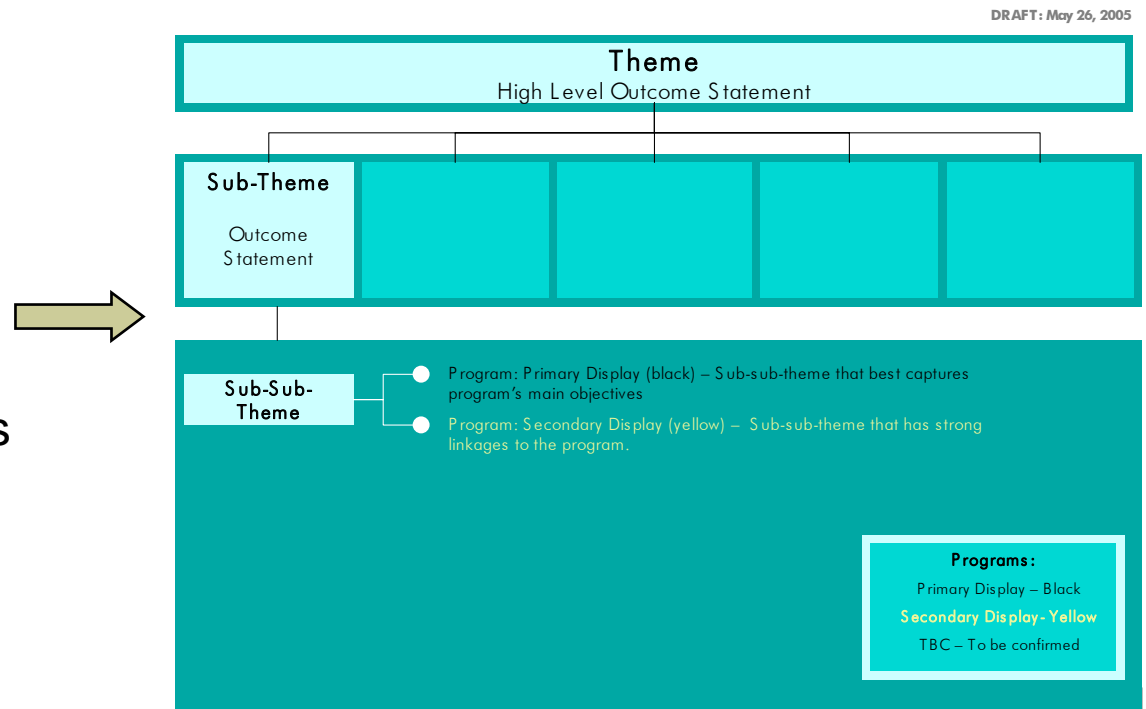 DRAFT: May 26, 2005
Theme
High Level Outcome Statement
Sub-Theme
Outcome
Statement
s
Sub-Sub-
Theme
Program: Primary Display (black) – Sub-sub-theme that best captures
program's main objectives
Program: Secondary Display (yellow) – Sub-sub-theme that has strong
linkages to the program.
Programs:
Primary Display – Black
Secondary Display- Yellow
TBC – To be confirmed